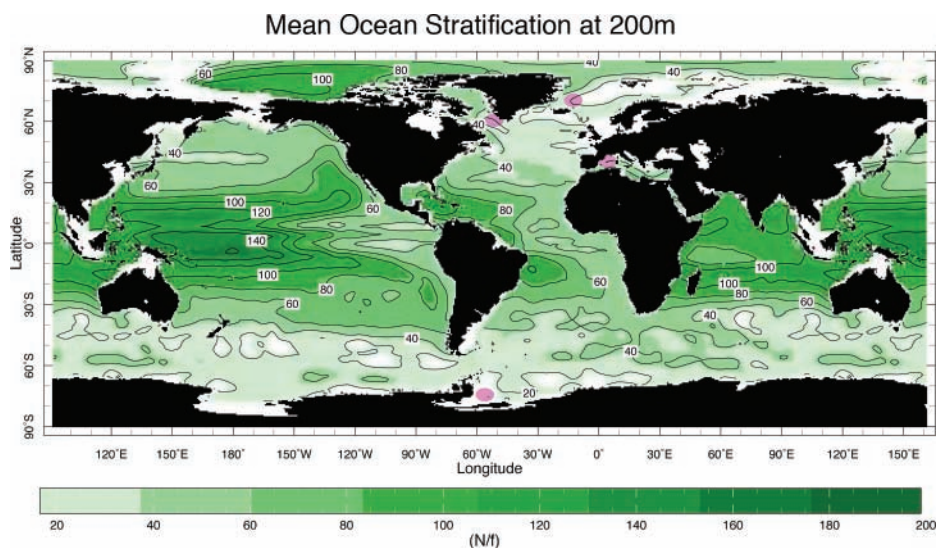 Mean Ocean Stratification at 200m
90°N
60°N
30°N
0°
30°S
60°S
90°S
Latitude
60
100
80
40
40
40
40
40
60
60
100
120
80
140
100
100
80
100
80
60
60
60
60
40
40
40
20
120°E
150°E
180°
150°W
120°W
90°W
60°W
30°W
0°
30°E
60°E
90°E
120°E
150°E
Longitude
20
40
60
80
100
120
140
160
180
200
(N/f)